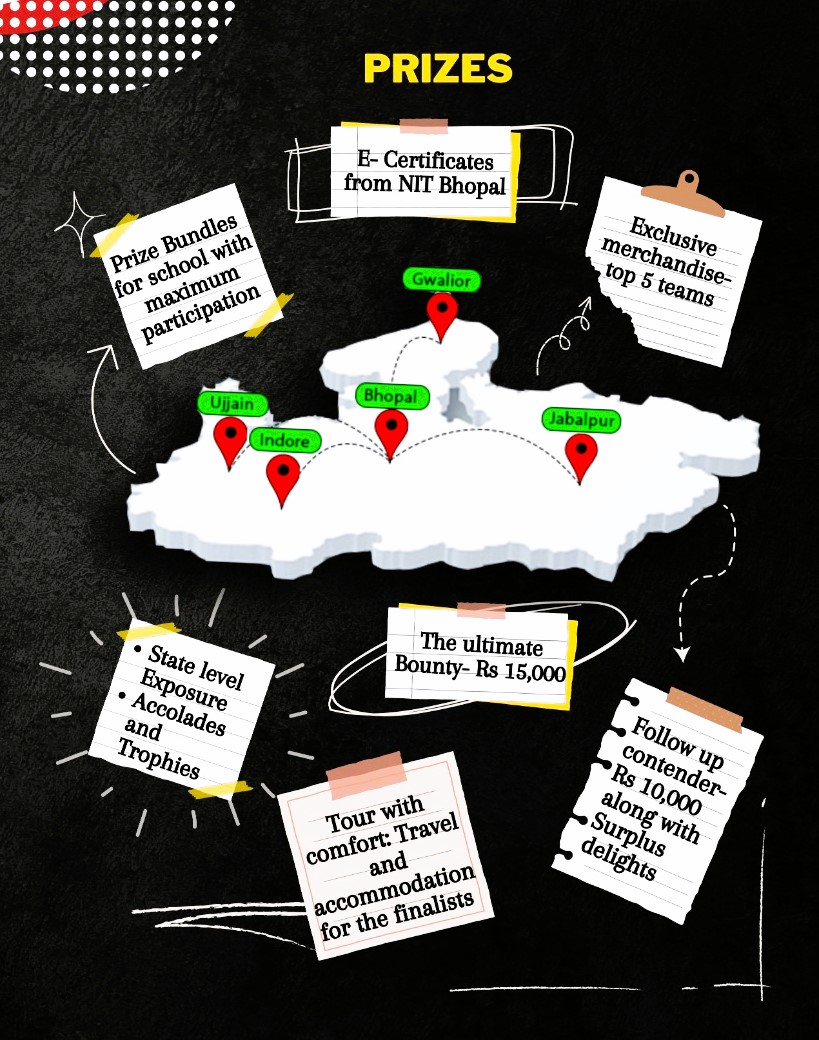 PRIZES
E- Certificates
from NIT Bhopal
Prize Bundles
for school with
maximum
participation
Exclusive
merchandise-
top 5 teams
Gwalior
Ujjain
Indore
Bhopal
Jabalpur
• State level
Exposure
• Accolades
and
Trophies
The ultimate
Bounty- Rs 15,000
Tour with
comfort: Travel
and
accommodation
for the finalists
Follow up
contender-
Rs 10,000
along with
Surplus
delights